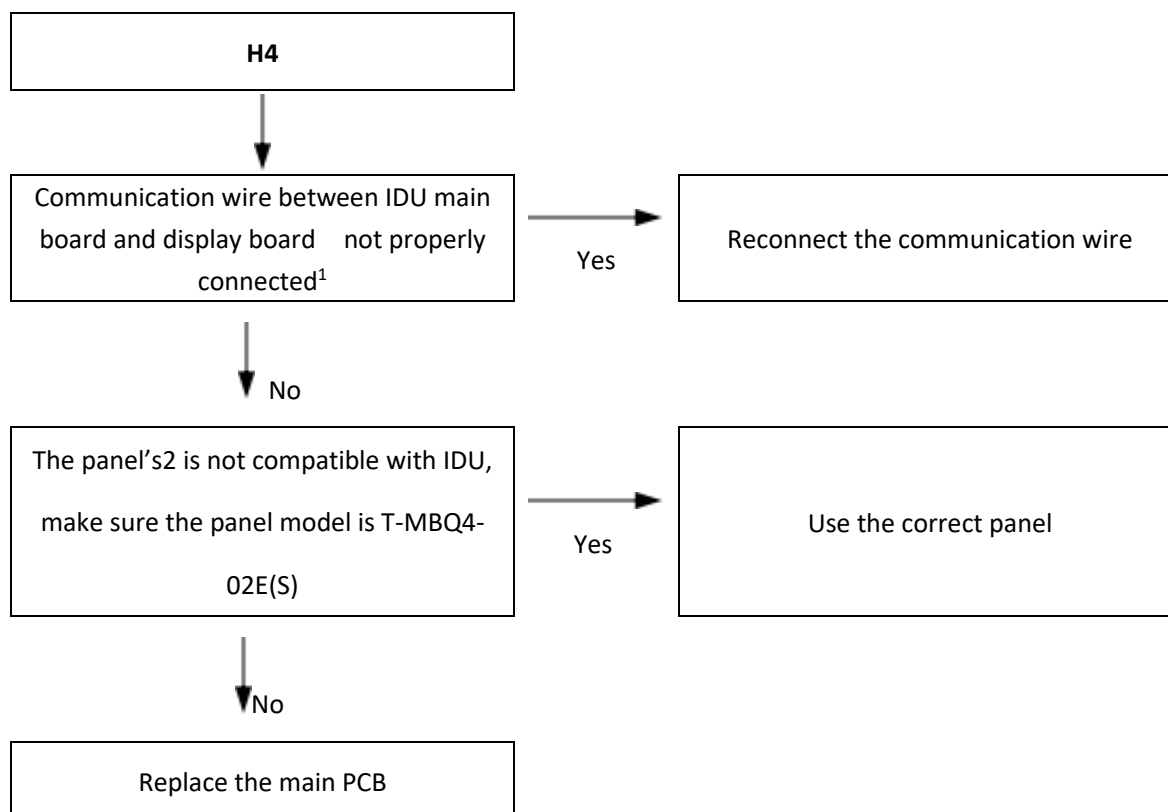 H4
Communication wire between IDU main
board and display board not properly
connected1
Yes
Reconnect the communication wire
No
The panel's2 is not compatible with IDU,
make sure the panel model is T-MBQ4-
02E(S)
Yes
Use the correct panel
No
Replace the main PCB